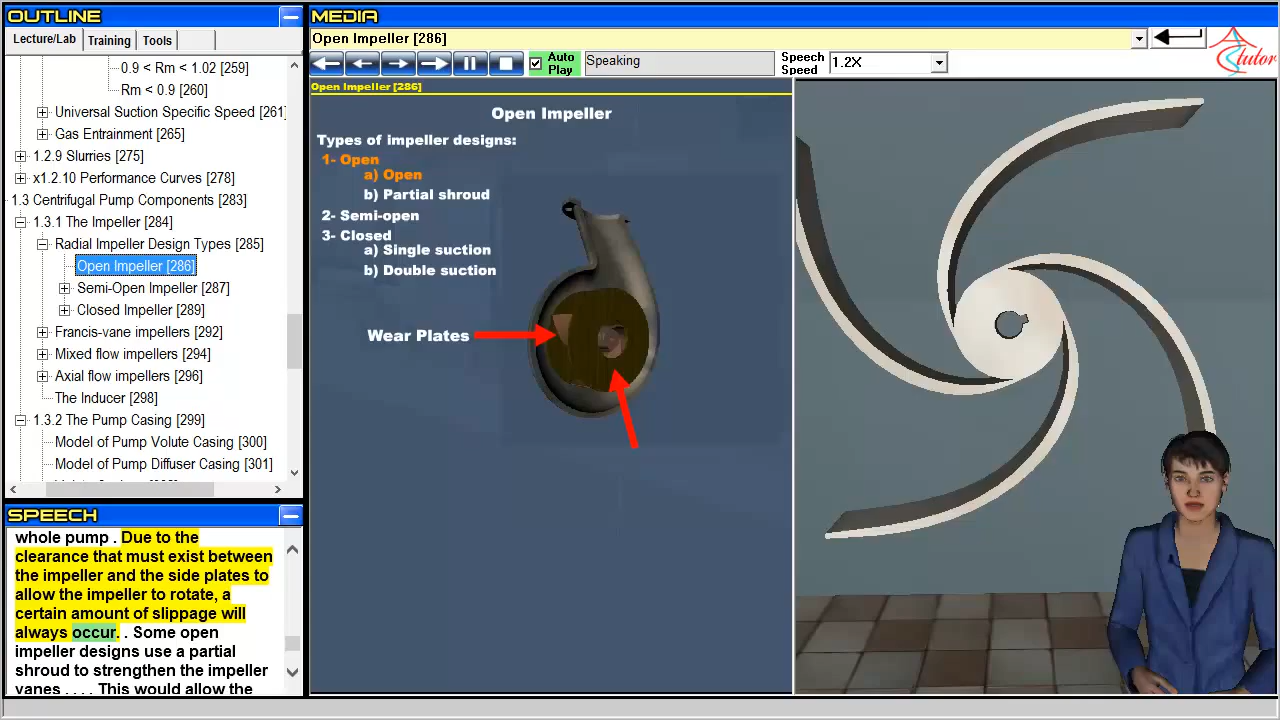 OUTLINE
Lecture/Lab Training Tools
0.9 < Rm < 1.02 [259]
Rm < 0.9 [260]
Universal Suction Specific Speed [261]
Gas Entrainment [265]
1.2.9 Slurries [275]
x1.2.10 Performance Curves [278]
1.3 Centrifugal Pump Components [283]
1.3.1 The Impeller [284]
Radial Impeller Design Types [285]
Open Impeller [286]
Semi-Open Impeller [287]
Closed Impeller [289]
Francis-vane impellers [292]
Mixed flow impellers [294]
Axial flow impellers [296]
The Inducer [298]
1.3.2 The Pump Casing [299]
Model of Pump Volute Casing [300]
Model of Pump Diffuser Casing [301]
SPEECH
whole pump . Due to the
clearance that must exist between
the impeller and the side plates to
allow the impeller to rotate, a
certain amount of slippage will
always occur. . Some open
impeller designs use a partial
shroud to strengthen the impeller
vanes . . . . This would allow the
MEDIA
Open Impeller [286]
Auto
Play
Speaking
Speech
Speed
1.2X
tutor
Open Impeller [286]
Open Impeller
Types of impeller designs:
1- Open
a) Open
b) Partial shroud
2- Semi-open
3- Closed
a) Single suction
b) Double suction
Wear Plates